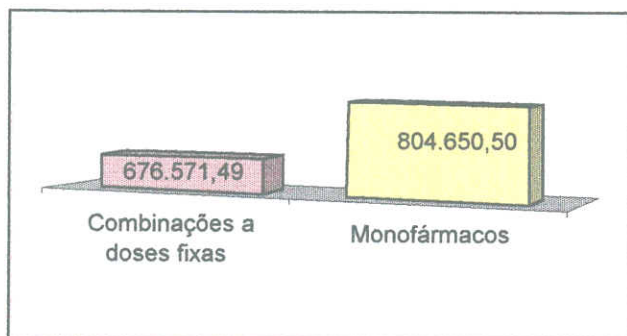 676.571,49
804.650,50
Combinações a
doses fixas
Monofármacos